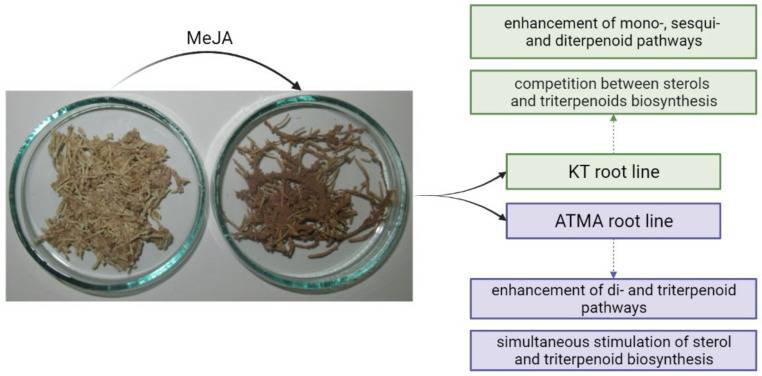 MeJA
enhancement of mono-, sesqui-
and diterpenoid pathways
competition between sterols
and triterpenoids biosynthesis
KT root line
ATMA root line
enhancement of di- and triterpenoid
pathways
simultaneous stimulation of sterol
and triterpenoid biosynthesis